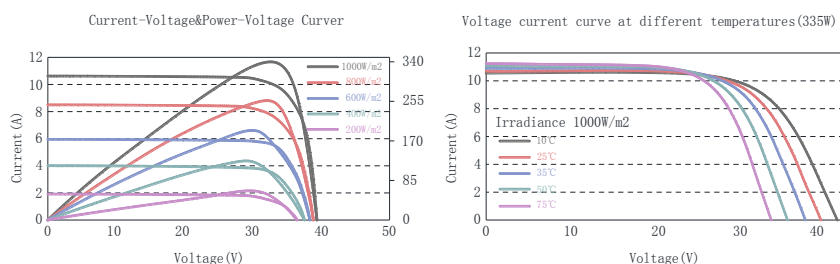 Current-Voltage&Power-Voltage Curver
12
10
8
6
4
2
0
Current(A)
0
10
20
30
40
50
Voltage(V)
340
255
170
85
0
1000W/m2
800W/m2
600W/m2
400W/m2
200W/m2
Voltage current curve at different temperatures(335W)
12
10
8
6
4
2
0
Current(A)
Irradiance 1000W/m2
10℃
25℃
35℃
50℃
75℃
0
10
20
30
40
Voltage(V)